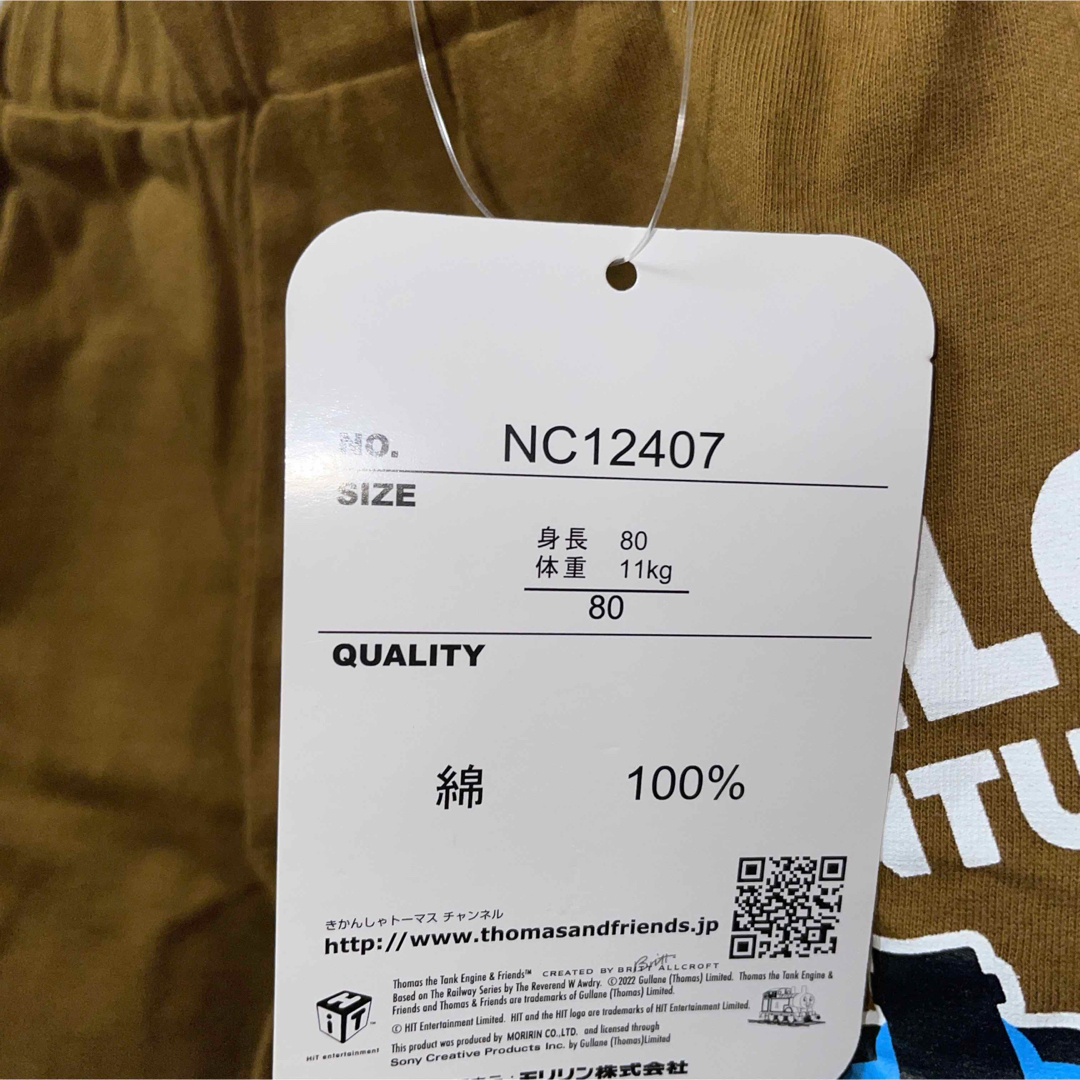 NO. NC12407
SIZE
身長 80
体重 11kg
80
QUALITY
綿 100%
きかんしゃトーマス チャンネル
http://www.thomasandfriends.jp
Thomas the Tank Engine & Friends™ CREATED BY BRITT ALLCROFT
Based on The Railway Series by The Reverend W Awdry. ©2022 Gullane (Thomas) Limited. Thomas the Tank Engine &
Friends and Thomas & Friends are trademarks of Gullane (Thomas) Limited.
© HIT Entertainment Limited. HIT and the HIT logo are trademarks of HIT Entertainment Limited.
This product was produced by MORIRIN CO.,LTD. and licensed through
Sony Creative Products Inc. by Gullane (Thomas)Limited
HiT
HiT entertainment
モリリン株式会社
NTU